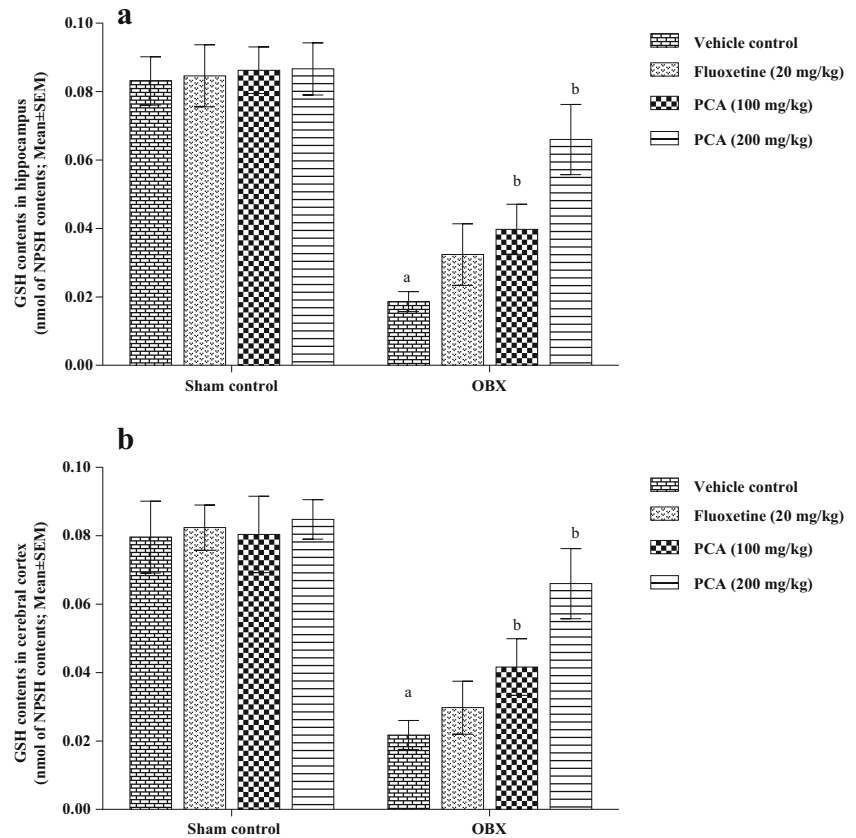 a
GSH contents in hippocampus
(nmol of NPSH contents; Mean±SEM)
0.10
0.08
0.06
0.04
0.02
0.00
a
b
b
Sham control
OBX
Vehicle control
Fluoxetine (20 mg/kg)
PCA (100 mg/kg)
PCA (200 mg/kg)
b
GSH contents in cerebral cortex
(nmol of NPSH contents; Mean±SEM)
0.10
0.08
0.06
0.04
0.02
0.00
a
b
b
Sham control
OBX
Vehicle control
Fluoxetine (20 mg/kg)
PCA (100 mg/kg)
PCA (200 mg/kg)